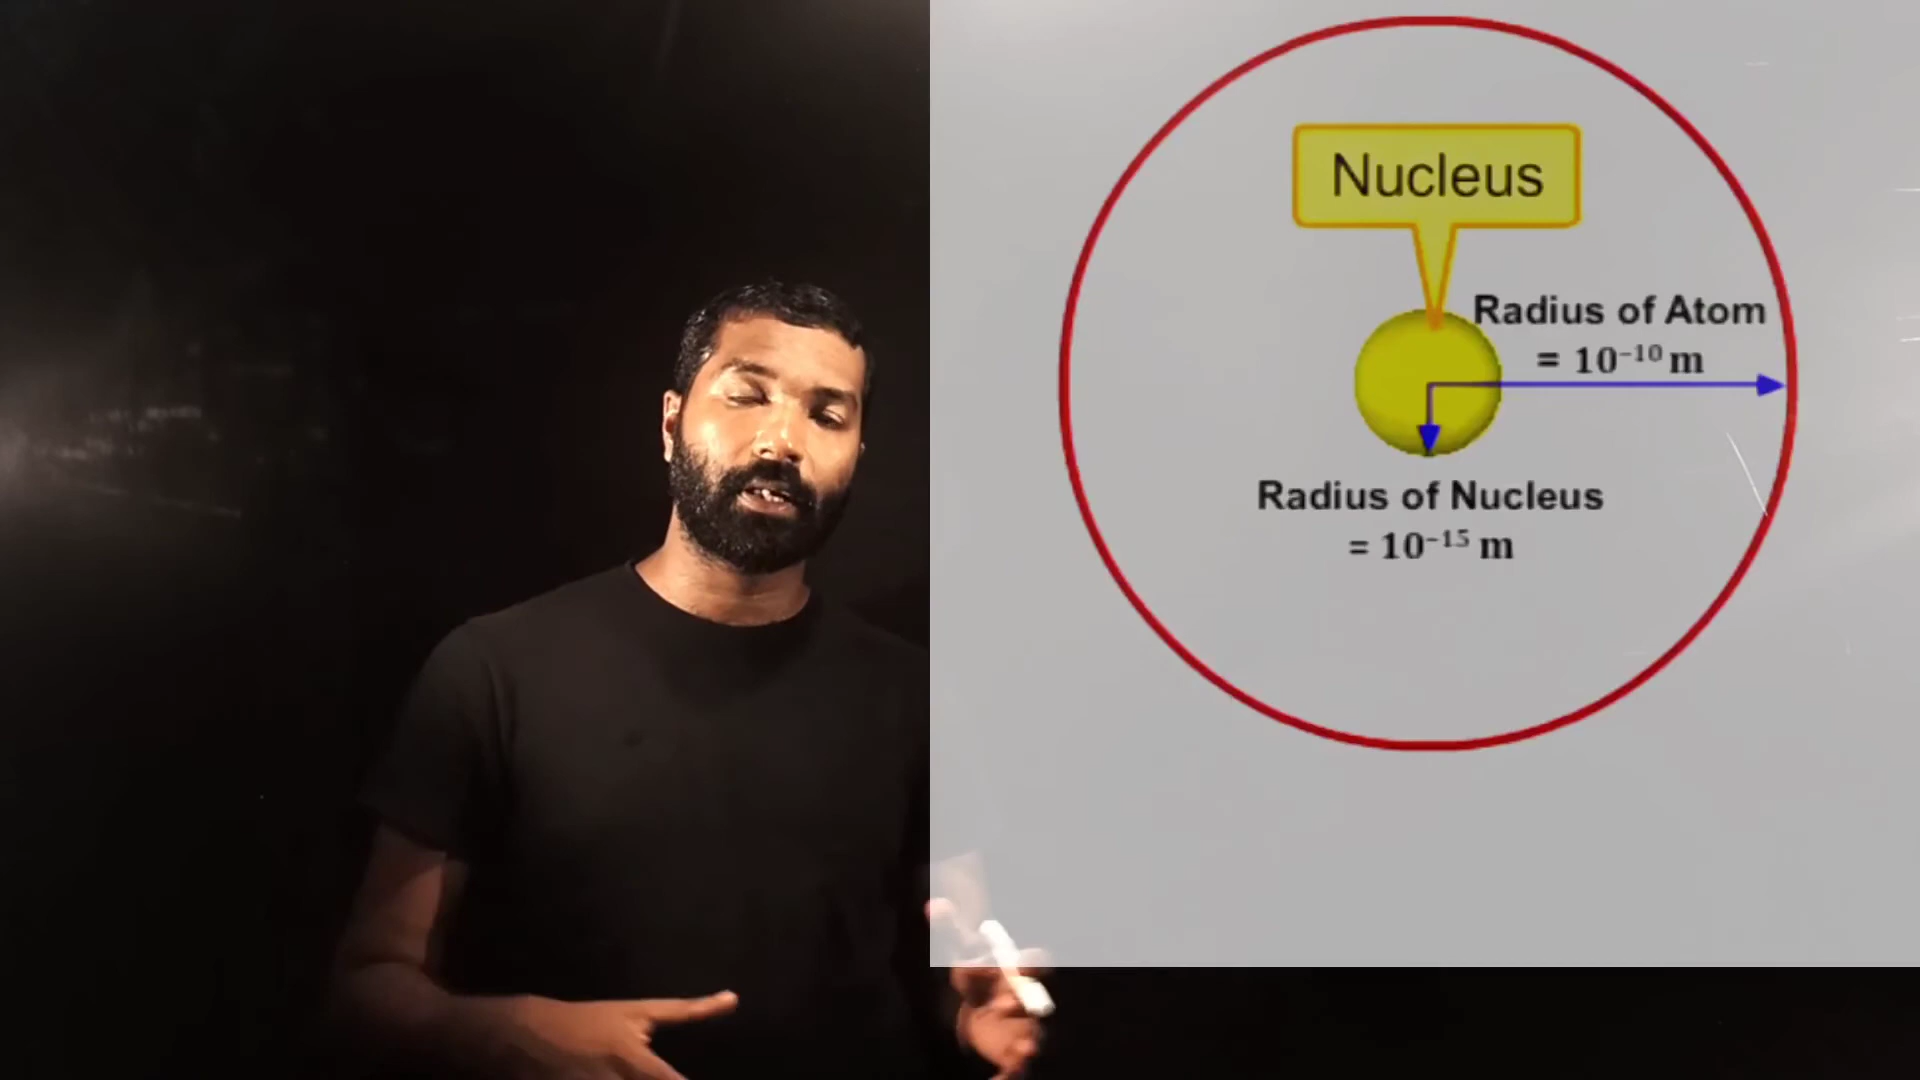 Nucleus
Radius of Atom
= 10⁻¹⁰ m
Radius of Nucleus
= 10⁻¹⁵ m